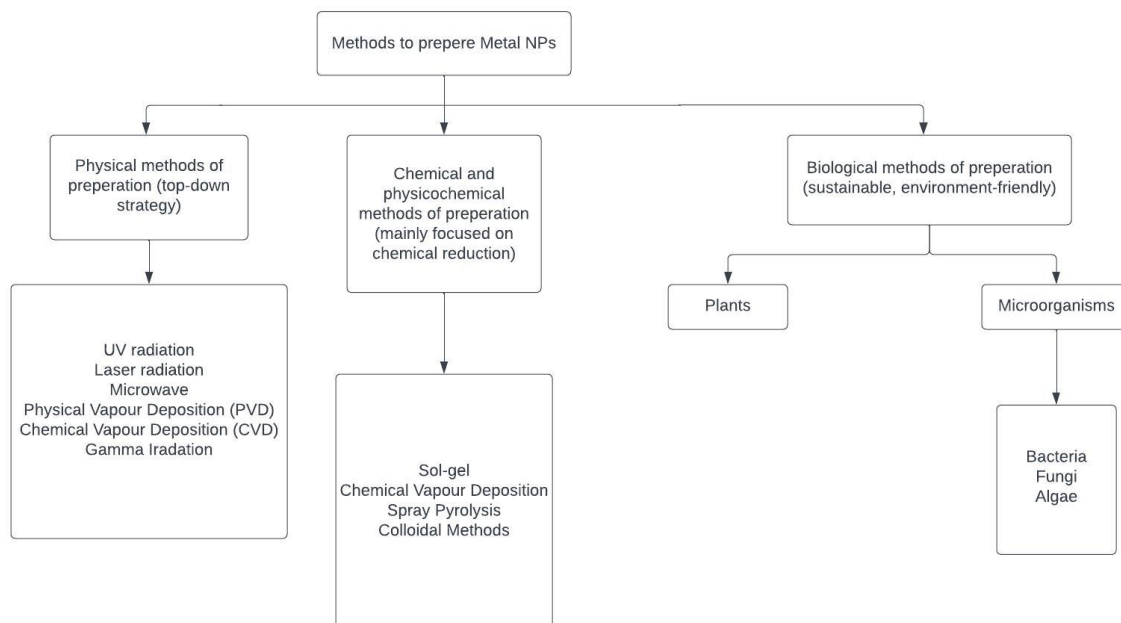 Methods to prepere Metal NPs
Physical methods of
preperation (top-down
strategy)
Chemical and
physicochemical
methods of preperation
(mainly focused on
chemical reduction)
Biological methods of preperation
(sustainable, environment-friendly)
Plants
Microorganisms
UV radiation
Laser radiation
Microwave
Physical Vapour Deposition (PVD)
Chemical Vapour Deposition (CVD)
Gamma Iradation
Sol-gel
Chemical Vapour Deposition
Spray Pyrolysis
Colloidal Methods
Bacteria
Fungi
Algae